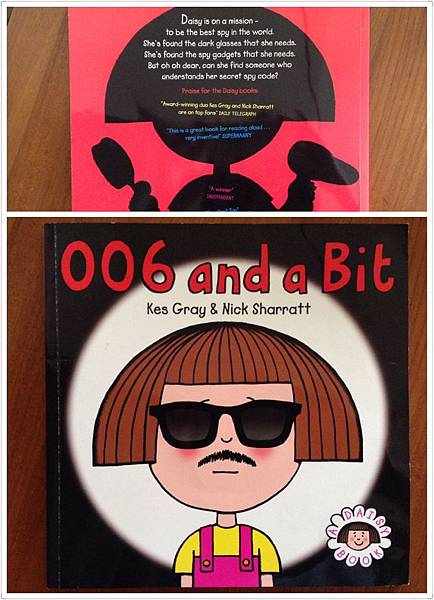 Daisy is on a mission -
to be the best spy in the world.
She's found the dark glasses that she needs.
She's found the spy gadgets that she needs.
But oh oh dear, can she find someone who
understands her secret spy code?
Praise for the Daisy books:
"Award-winning duo Kes Gray and Nick Sharratt
are on top form" DAILY TELEGRAPH
"This is a great book for reading aloud...
very inventive" SUPERNANNY
"A winner"
INDEPENDENT
006 and a Bit
Kes Gray & Nick Sharratt
A DAISY
BOOK